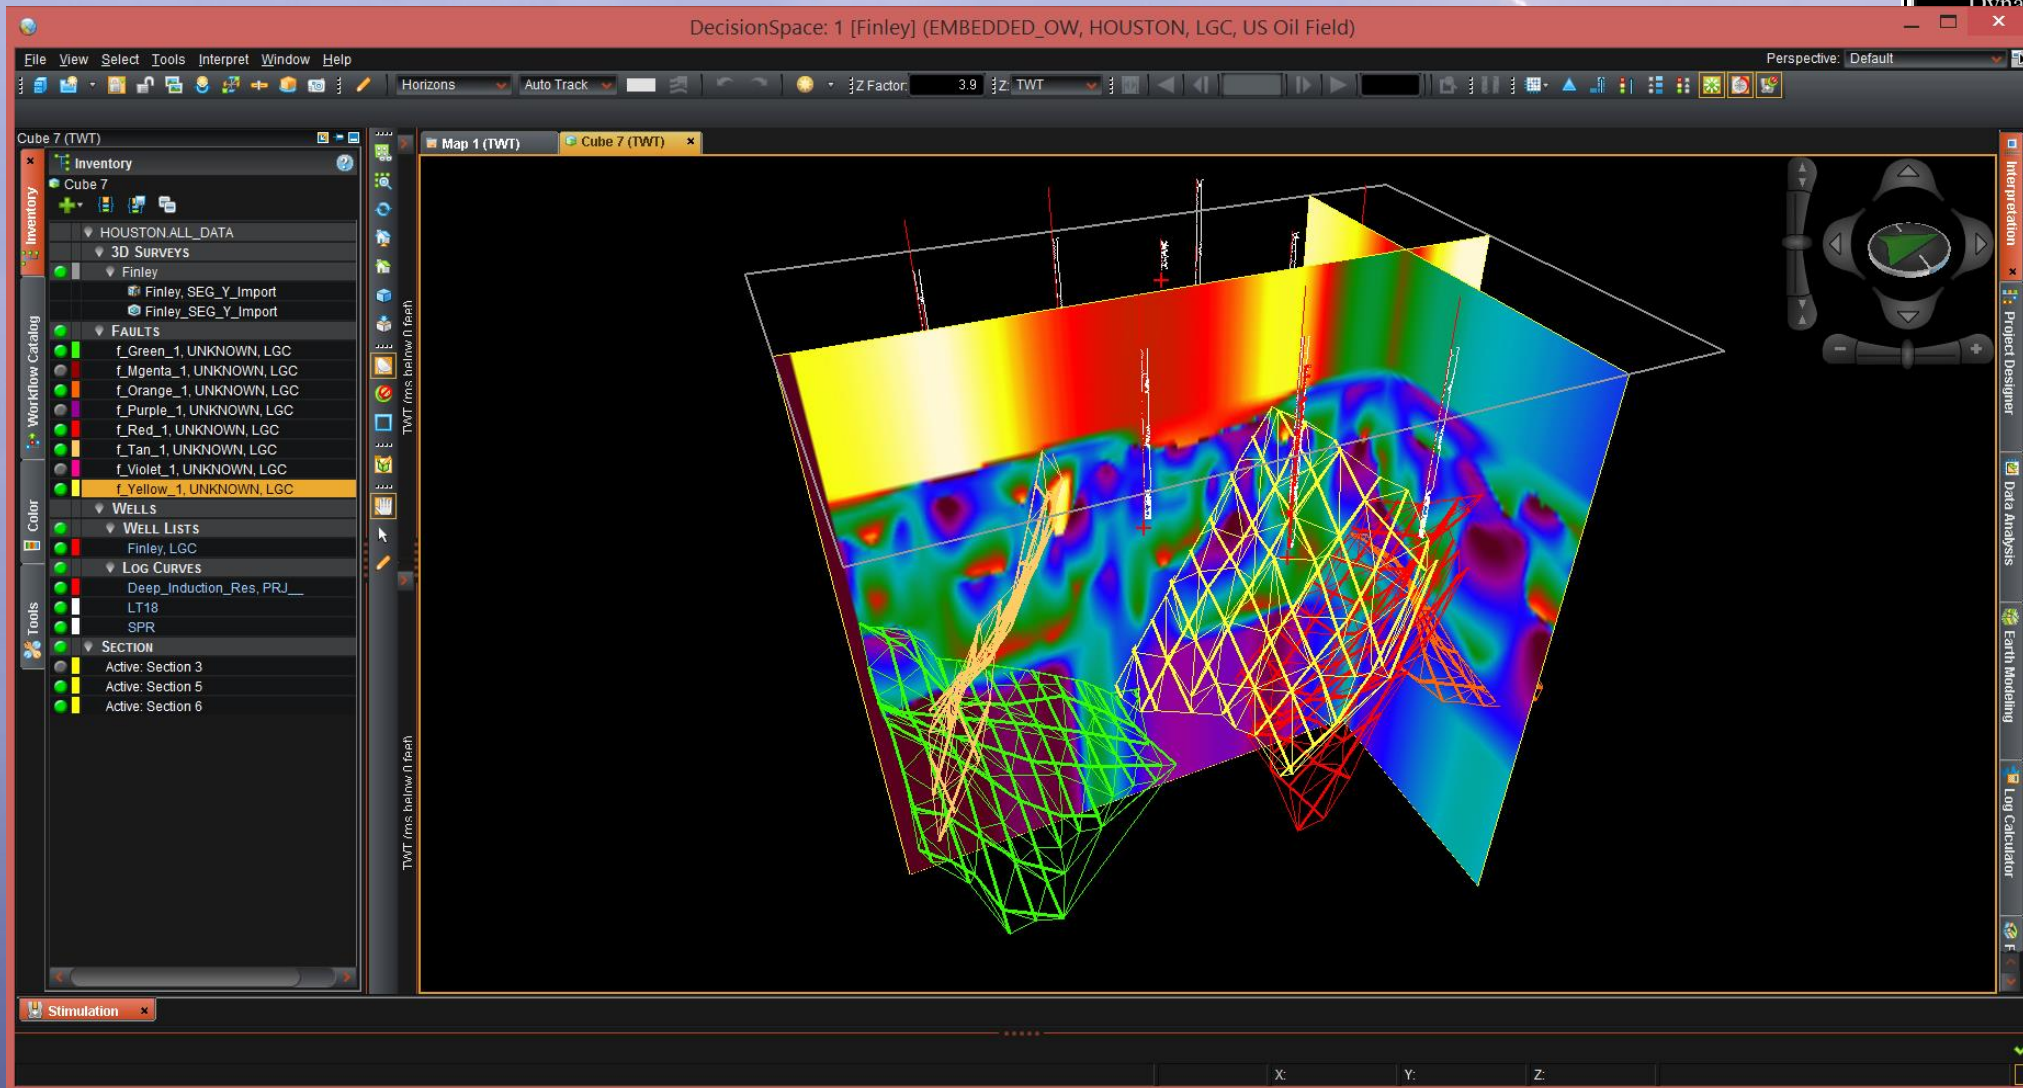 DecisionSpace: 1 [Finley] (EMBEDDED_OW, HOUSTON, LGC, US Oil Field)
File View Select Tools Interpret Window Help
Perspective: Default
Horizons Auto Track Z Factor: 3.9 Z: TWT
Cube 7 (TWT)
Map 1 (TWT) Cube 7 (TWT)
Inventory
Cube 7
HOUSTON.ALL_DATA
3D SURVEYS
Finley
Finley, SEG_Y_Import
Finley_SEG_Y_Import
FAULTS
f_Green_1, UNKNOWN, LGC
f_Mgenta_1, UNKNOWN, LGC
f_Orange_1, UNKNOWN, LGC
f_Purple_1, UNKNOWN, LGC
f_Red_1, UNKNOWN, LGC
f_Tan_1, UNKNOWN, LGC
f_Violet_1, UNKNOWN, LGC
f_Yellow_1, UNKNOWN, LGC
WELLS
WELL LISTS
Finley, LGC
LOG CURVES
Deep_Induction_Res, PRJ__
LT18
SPR
SECTION
Active: Section 3
Active: Section 5
Active: Section 6
Inventory
Workflow Catalog
Color
Tools
TWT (ms below 0 feet)
TWT (ms below 0 feet)
Interpretation
Project Designer
Data Analysis
Earth Modeling
Log Calculator
Stimulation
X: Y: Z: